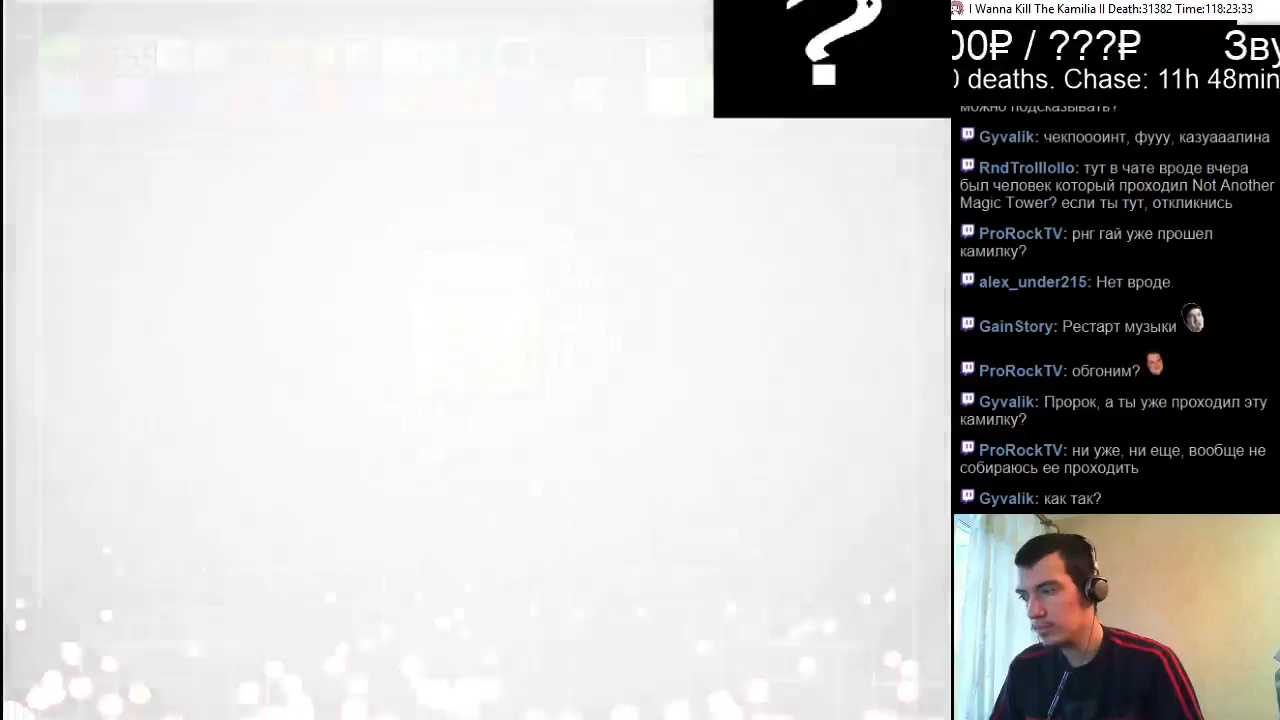 ?
I Wanna Kill The Kamilia II Death:31382 Time:118:23:33
00₽ / ???₽ Зву
0 deaths. Chase: 11h 48min
можно подсказывать?
Gyvalik: чекпоооинт, фууу, казуааалина
RndTrolllollo: тут в чате вроде вчера
был человек который проходил Not Another
Magic Tower? если ты тут, откликнись
ProRockTV: рнг гай уже прошел
камилку?
alex_under215: Нет вроде.
GainStory: Рестарт музыки
ProRockTV: обгоним?
Gyvalik: Пророк, а ты уже проходил эту
камилку?
ProRockTV: ни уже, ни еще, вообще не
собираюсь ее проходить
Gyvalik: как так?